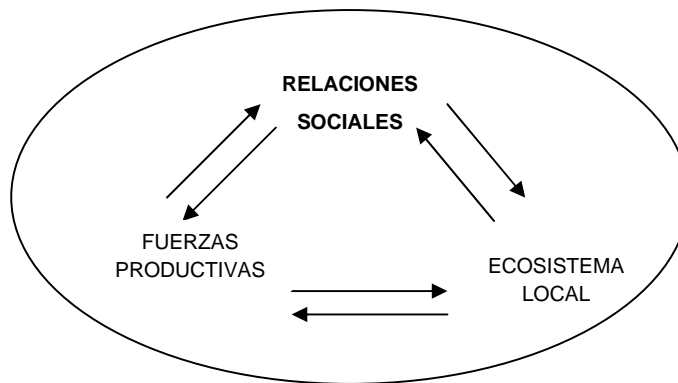 RELACIONES
SOCIALES
FUERZAS
PRODUCTIVAS
ECOSISTEMA
LOCAL